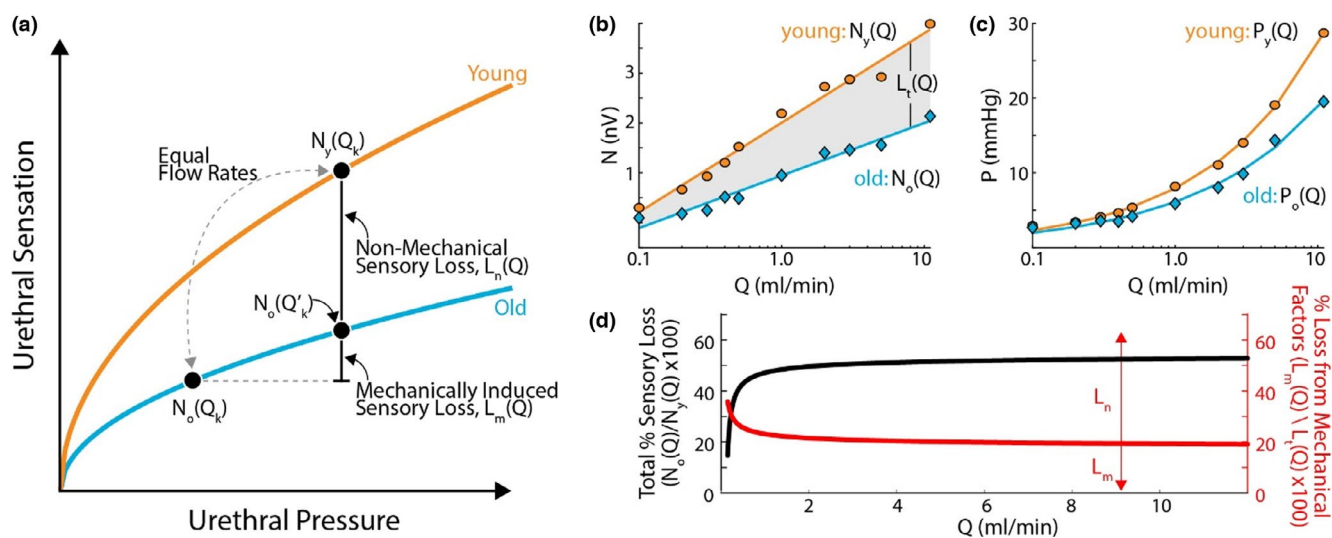 (a)
Urethral Sensation
Urethral Pressure
Young
Old
Equal
Flow Rates
N_y(Q_k)
Non-Mechanical
Sensory Loss, L_n(Q)
N_o(Q'_k)
Mechanically Induced
Sensory Loss, L_m(Q)
N_o(Q_k)
(b)
young: N_y(Q)
L_t(Q)
old: N_o(Q)
N (nV)
3
2
1
0.1
1.0
10
Q (ml/min)
(c)
young: P_y(Q)
old: P_o(Q)
P (mmHg)
30
20
10
0.1
1.0
10
Q (ml/min)
(d)
Total % Sensory Loss
(N_o(Q)/N_y(Q) x100)
60
40
20
0
2
4
6
8
10
Q (ml/min)
L_n
L_m
60
40
20
0
% Loss from Mechanical
Factors (L_m(Q) \ L_t(Q) x100)